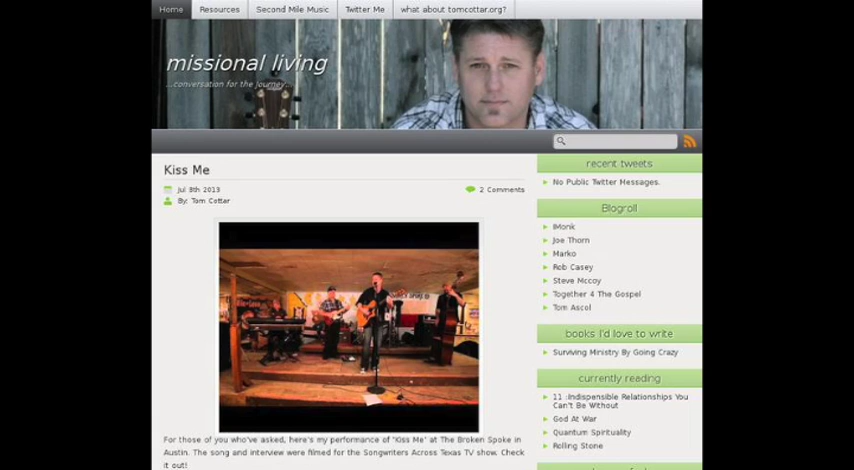 Home Resources Second Mile Music Twitter Me what about tomcottar.org?
missional living
...conversation for the journey...
Kiss Me
Jul 8th 2013 2 Comments
By: Tom Cottar
For those of you who've asked, here's my performance of "Kiss Me" at The Broken Spoke in
Austin. The song and interview were filmed for the Songwriters Across Texas TV show. Check
it out!
recent tweets
No Public Twitter Messages.
Blogroll
iMonk
Joe Thorn
Marko
Rob Casey
Steve Mccoy
Together 4 The Gospel
Tom Ascol
books I'd love to write
Surviving Ministry By Going Crazy
currently reading
11 :Indispensible Relationships You
Can't Be Without
God At War
Quantum Spirituality
Rolling Stone